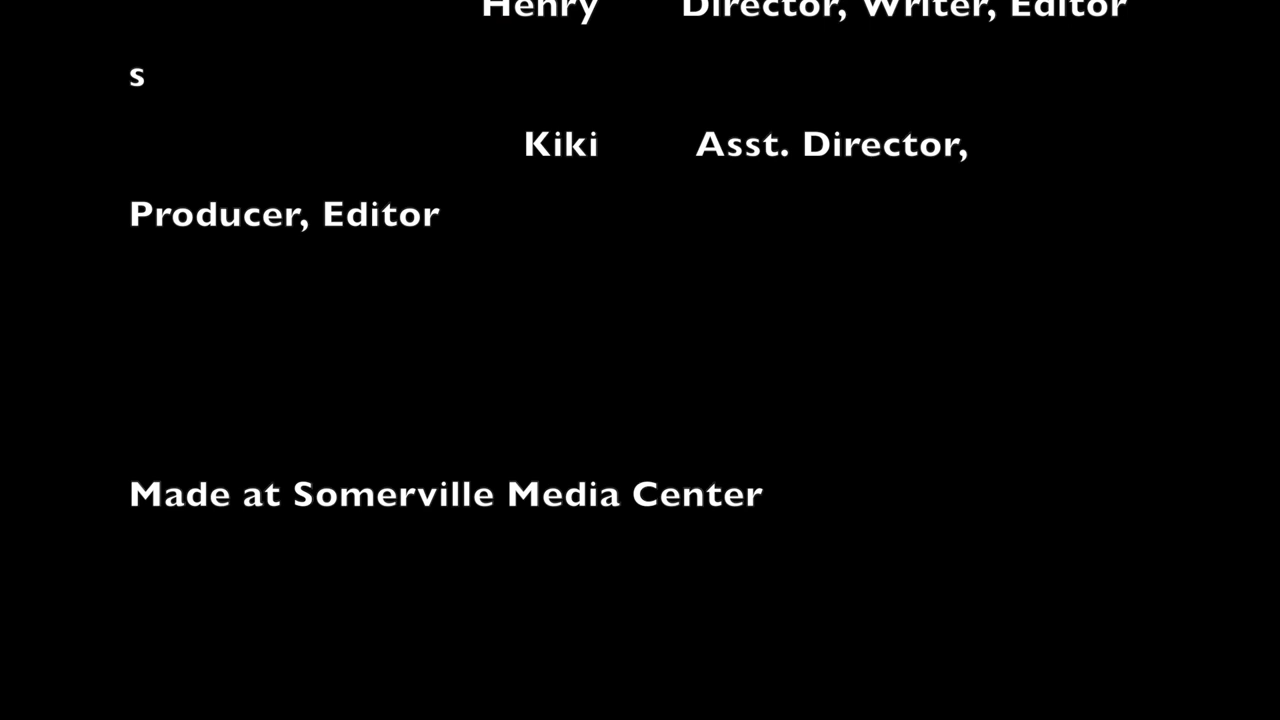 Henry Director, Writer, Editor
s
Kiki Asst. Director,
Producer, Editor
Made at Somerville Media Center